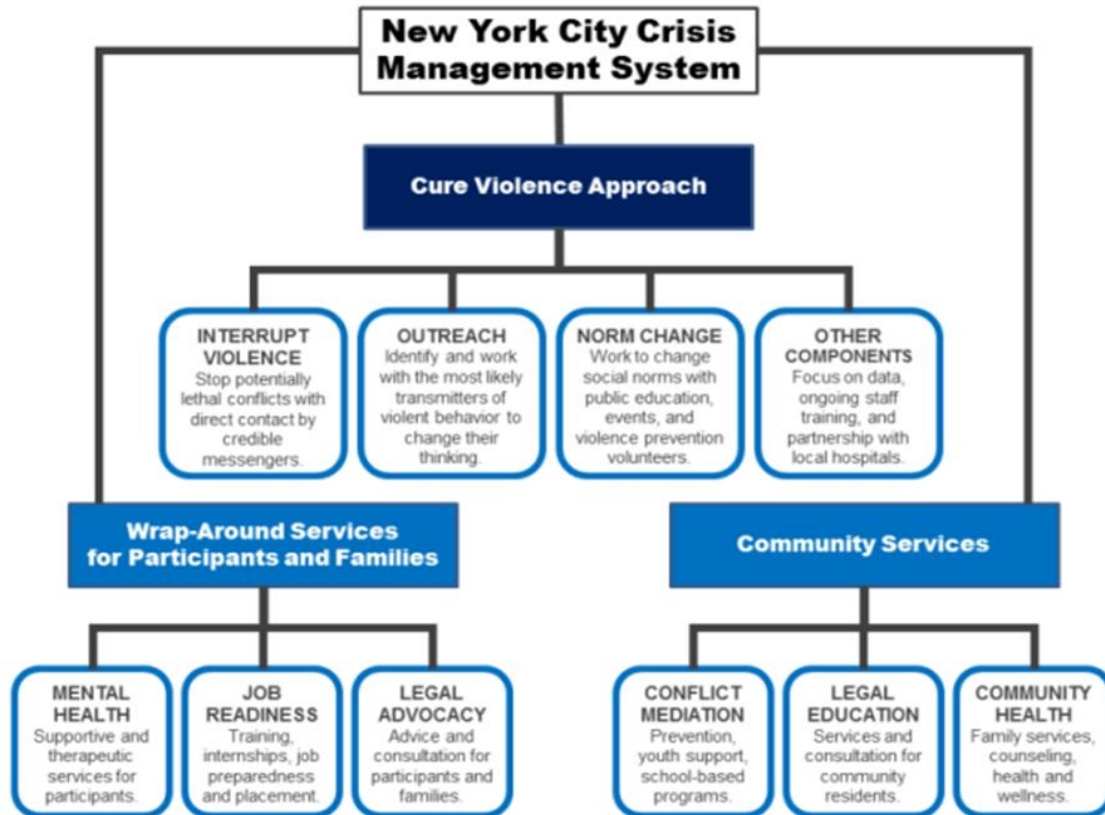 New York City Crisis
Management System
Cure Violence Approach
INTERRUPT
VIOLENCE
Stop potentially
lethal conflicts with
direct contact by
credible
messengers.
OUTREACH
Identify and work
with the most likely
transmitters of
violent behavior to
change their
thinking.
NORM CHANGE
Work to change
social norms with
public education,
events, and
violence prevention
volunteers.
OTHER
COMPONENTS
Focus on data,
ongoing staff
training, and
partnership with
local hospitals.
Wrap-Around Services
for Participants and Families
Community Services
MENTAL
HEALTH
Supportive and
therapeutic
services for
participants.
JOB
READINESS
Training,
internships, job
preparedness
and placement.
LEGAL
ADVOCACY
Advice and
consultation for
participants and
families.
CONFLICT
MEDIATION
Prevention,
youth support,
school-based
programs.
LEGAL
EDUCATION
Services and
consultation for
community
residents.
COMMUNITY
HEALTH
Family services,
counseling,
health and
wellness.